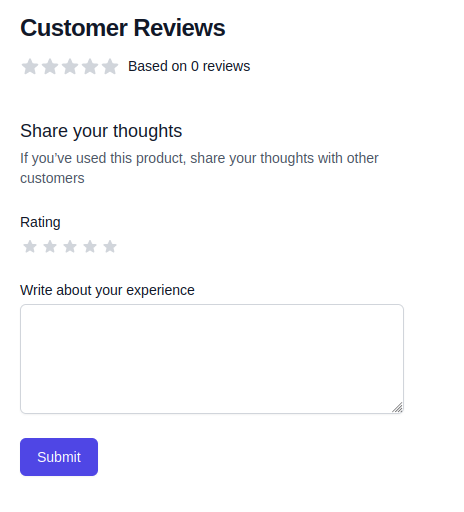 Customer Reviews
Based on 0 reviews
Share your thoughts
If you’ve used this product, share your thoughts with other
customers
Rating
Write about your experience
Submit